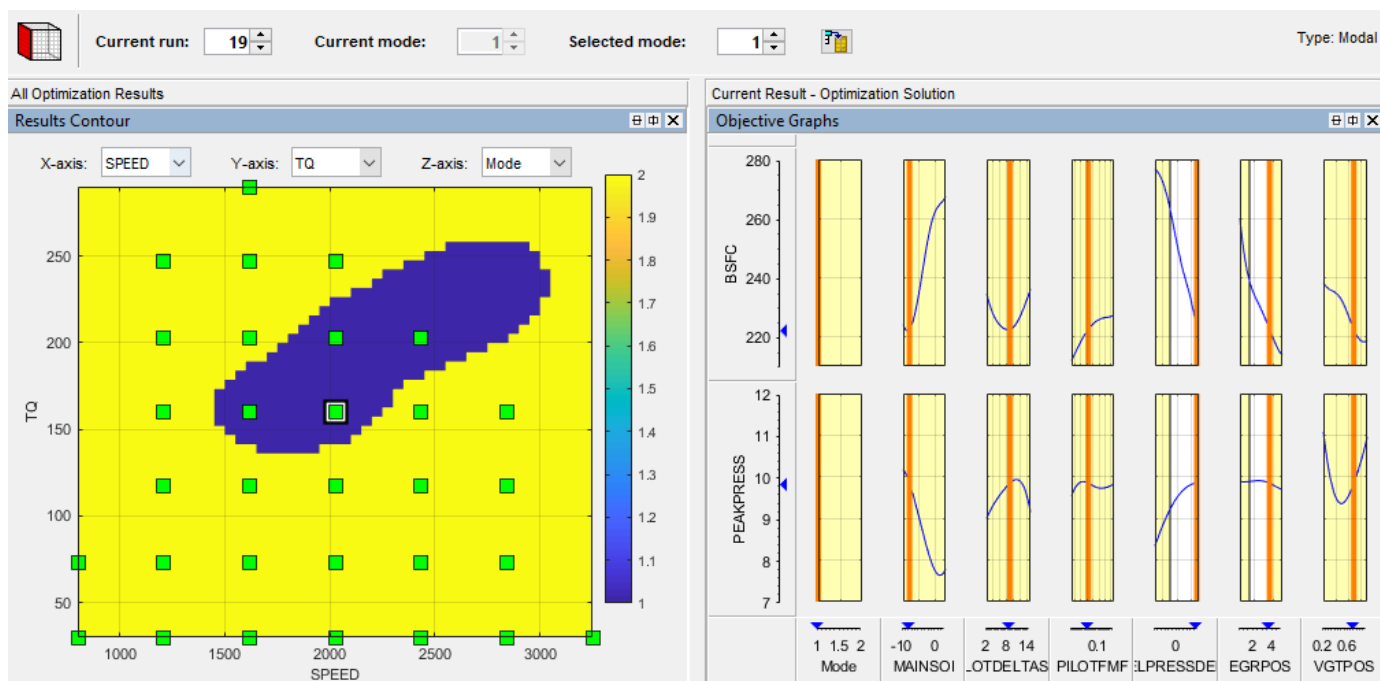 Current run: 19 Current mode: 1 Selected mode: 1 Type: Modal
All Optimization Results
Results Contour
X-axis: SPEED Y-axis: TQ Z-axis: Mode
250
200
150
100
50
TQ
1000 1500 2000 2500 3000
SPEED
2
1.9
1.8
1.7
1.6
1.5
1.4
1.3
1.2
1.1
1
Current Result - Optimization Solution
Objective Graphs
280
260
240
220
BSFC
12
11
10
9
8
7
PEAKPRESS
1 1.5 2 -10 0 2 8 14 0.1 0 2 4 0.2 0.6
Mode MAINSOI _OTDELTAS PILOTFMF ELPRESSDE EGRPOS VGTPOS